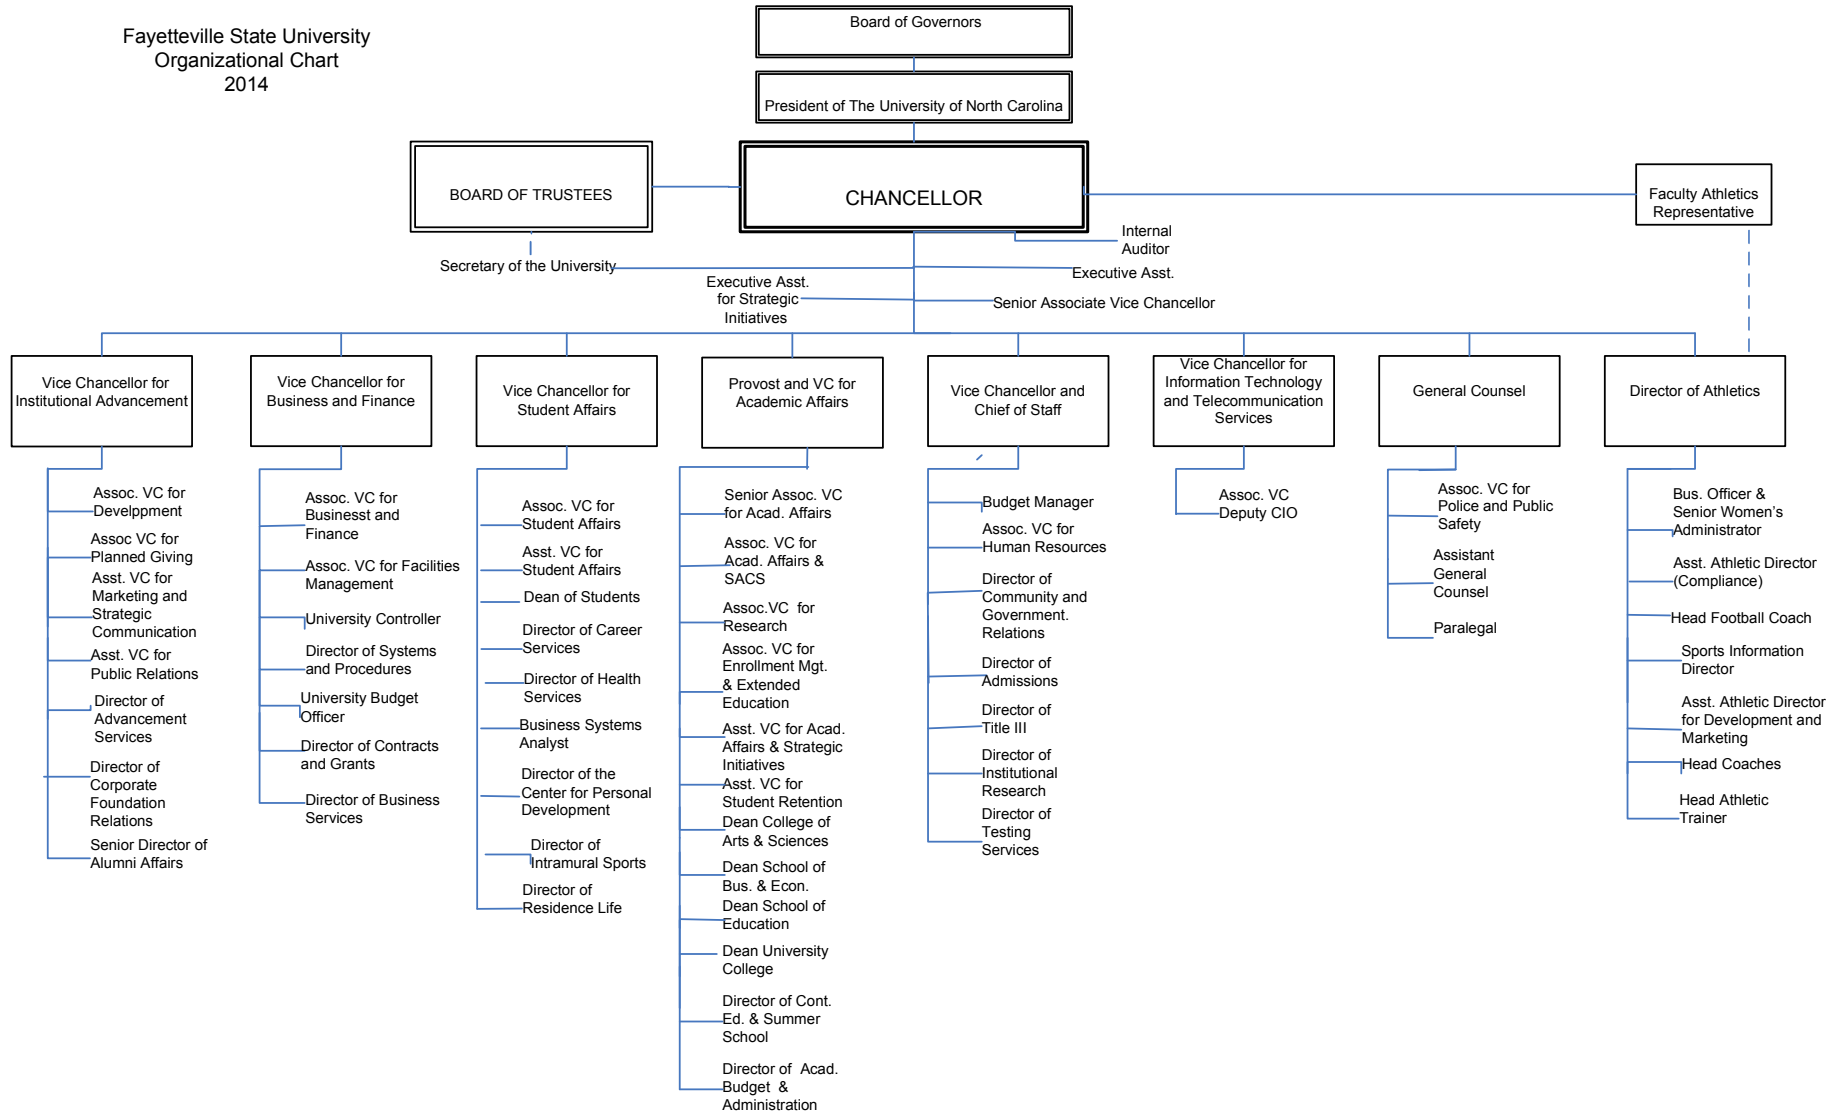 Fayetteville State University
Organizational Chart
2014
Board of Governors
President of The University of North Carolina
BOARD OF TRUSTEES
CHANCELLOR
Faculty Athletics
Representative
Internal
Auditor
Secretary of the University
Executive Asst.
Executive Asst.
for Strategic
Initiatives
Senior Associate Vice Chancellor
Vice Chancellor for
Institutional Advancement
Assoc. VC for
Develppment
Assoc VC for
Planned Giving
Asst. VC for
Marketing and
Strategic
Communication
Asst. VC for
Public Relations
Director of
Advancement
Services
Director of
Corporate
Foundation
Relations
Senior Director of
Alumni Affairs
Vice Chancellor for
Business and Finance
Assoc. VC for
Businesst and
Finance
Assoc. VC for Facilities
Management
University Controller
Director of Systems
and Procedures
University Budget
Officer
Director of Contracts
and Grants
Director of Business
Services
Vice Chancellor for
Student Affairs
Assoc. VC for
Student Affairs
Asst. VC for
Student Affairs
Dean of Students
Director of Career
Services
Director of Health
Services
Business Systems
Analyst
Director of the
Center for Personal
Development
Director of
Intramural Sports
Director of
Residence Life
Provost and VC for
Academic Affairs
Senior Assoc. VC
for Acad. Affairs
Assoc. VC for
Acad. Affairs &
SACS
Assoc.VC for
Research
Assoc. VC for
Enrollment Mgt.
& Extended
Education
Asst. VC for Acad.
Affairs & Strategic
Initiatives
Asst. VC for
Student Retention
Dean College of
Arts & Sciences
Dean School of
Bus. & Econ.
Dean School of
Education
Dean University
College
Director of Cont.
Ed. & Summer
School
Director of Acad.
Budget &
Administration
Vice Chancellor and
Chief of Staff
Budget Manager
Assoc. VC for
Human Resources
Director of
Community and
Government.
Relations
Director of
Admissions
Director of
Title III
Director of
Institutional
Research
Director of
Testing
Services
Vice Chancellor for
Information Technology
and Telecommunication
Services
Assoc. VC
Deputy CIO
General Counsel
Assoc. VC for
Police and Public
Safety
Assistant
General
Counsel
Paralegal
Director of Athletics
Bus. Officer &
Senior Women's
Administrator
Asst. Athletic Director
(Compliance)
Head Football Coach
Sports Information
Director
Asst. Athletic Director
for Development and
Marketing
Head Coaches
Head Athletic
Trainer